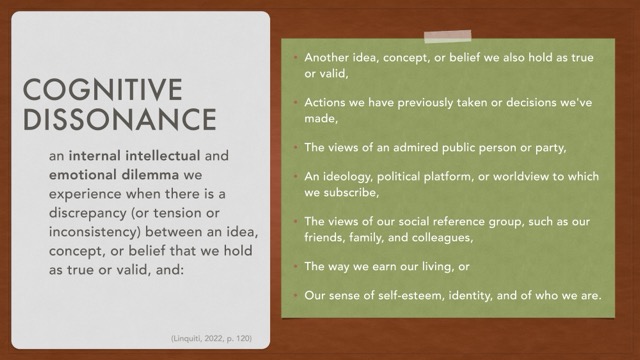 COGNITIVE
DISSONANCE
an internal intellectual and
emotional dilemma we
experience when there is a
discrepancy (or tension or
inconsistency) between an idea,
concept, or belief that we hold
as true or valid, and:
(Linquiti, 2022, p. 120)
Another idea, concept, or belief we also hold as true
or valid,
Actions we have previously taken or decisions we've
made,
The views of an admired public person or party,
An ideology, political platform, or worldview to which
we subscribe,
The views of our social reference group, such as our
friends, family, and colleagues,
The way we earn our living, or
Our sense of self-esteem, identity, and of who we are.